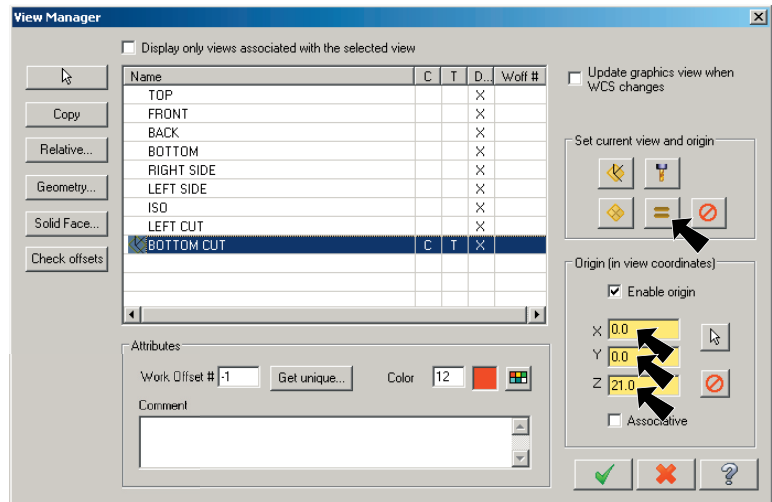 View Manager
Display only views associated with the selected view
Name C T D... Woff #
TOP X
FRONT X
BACK X
BOTTOM X
RIGHT SIDE X
LEFT SIDE X
ISO X
LEFT CUT X
BOTTOM CUT C T X
Copy
Relative...
Geometry...
Solid Face...
Check offsets
Attributes
Work Offset # -1 Get unique... Color 12
Comment
Update graphics view when
WCS changes
Set current view and origin
Origin (in view coordinates)
Enable origin
X 0.0
Y 0.0
Z 21.0
Associative